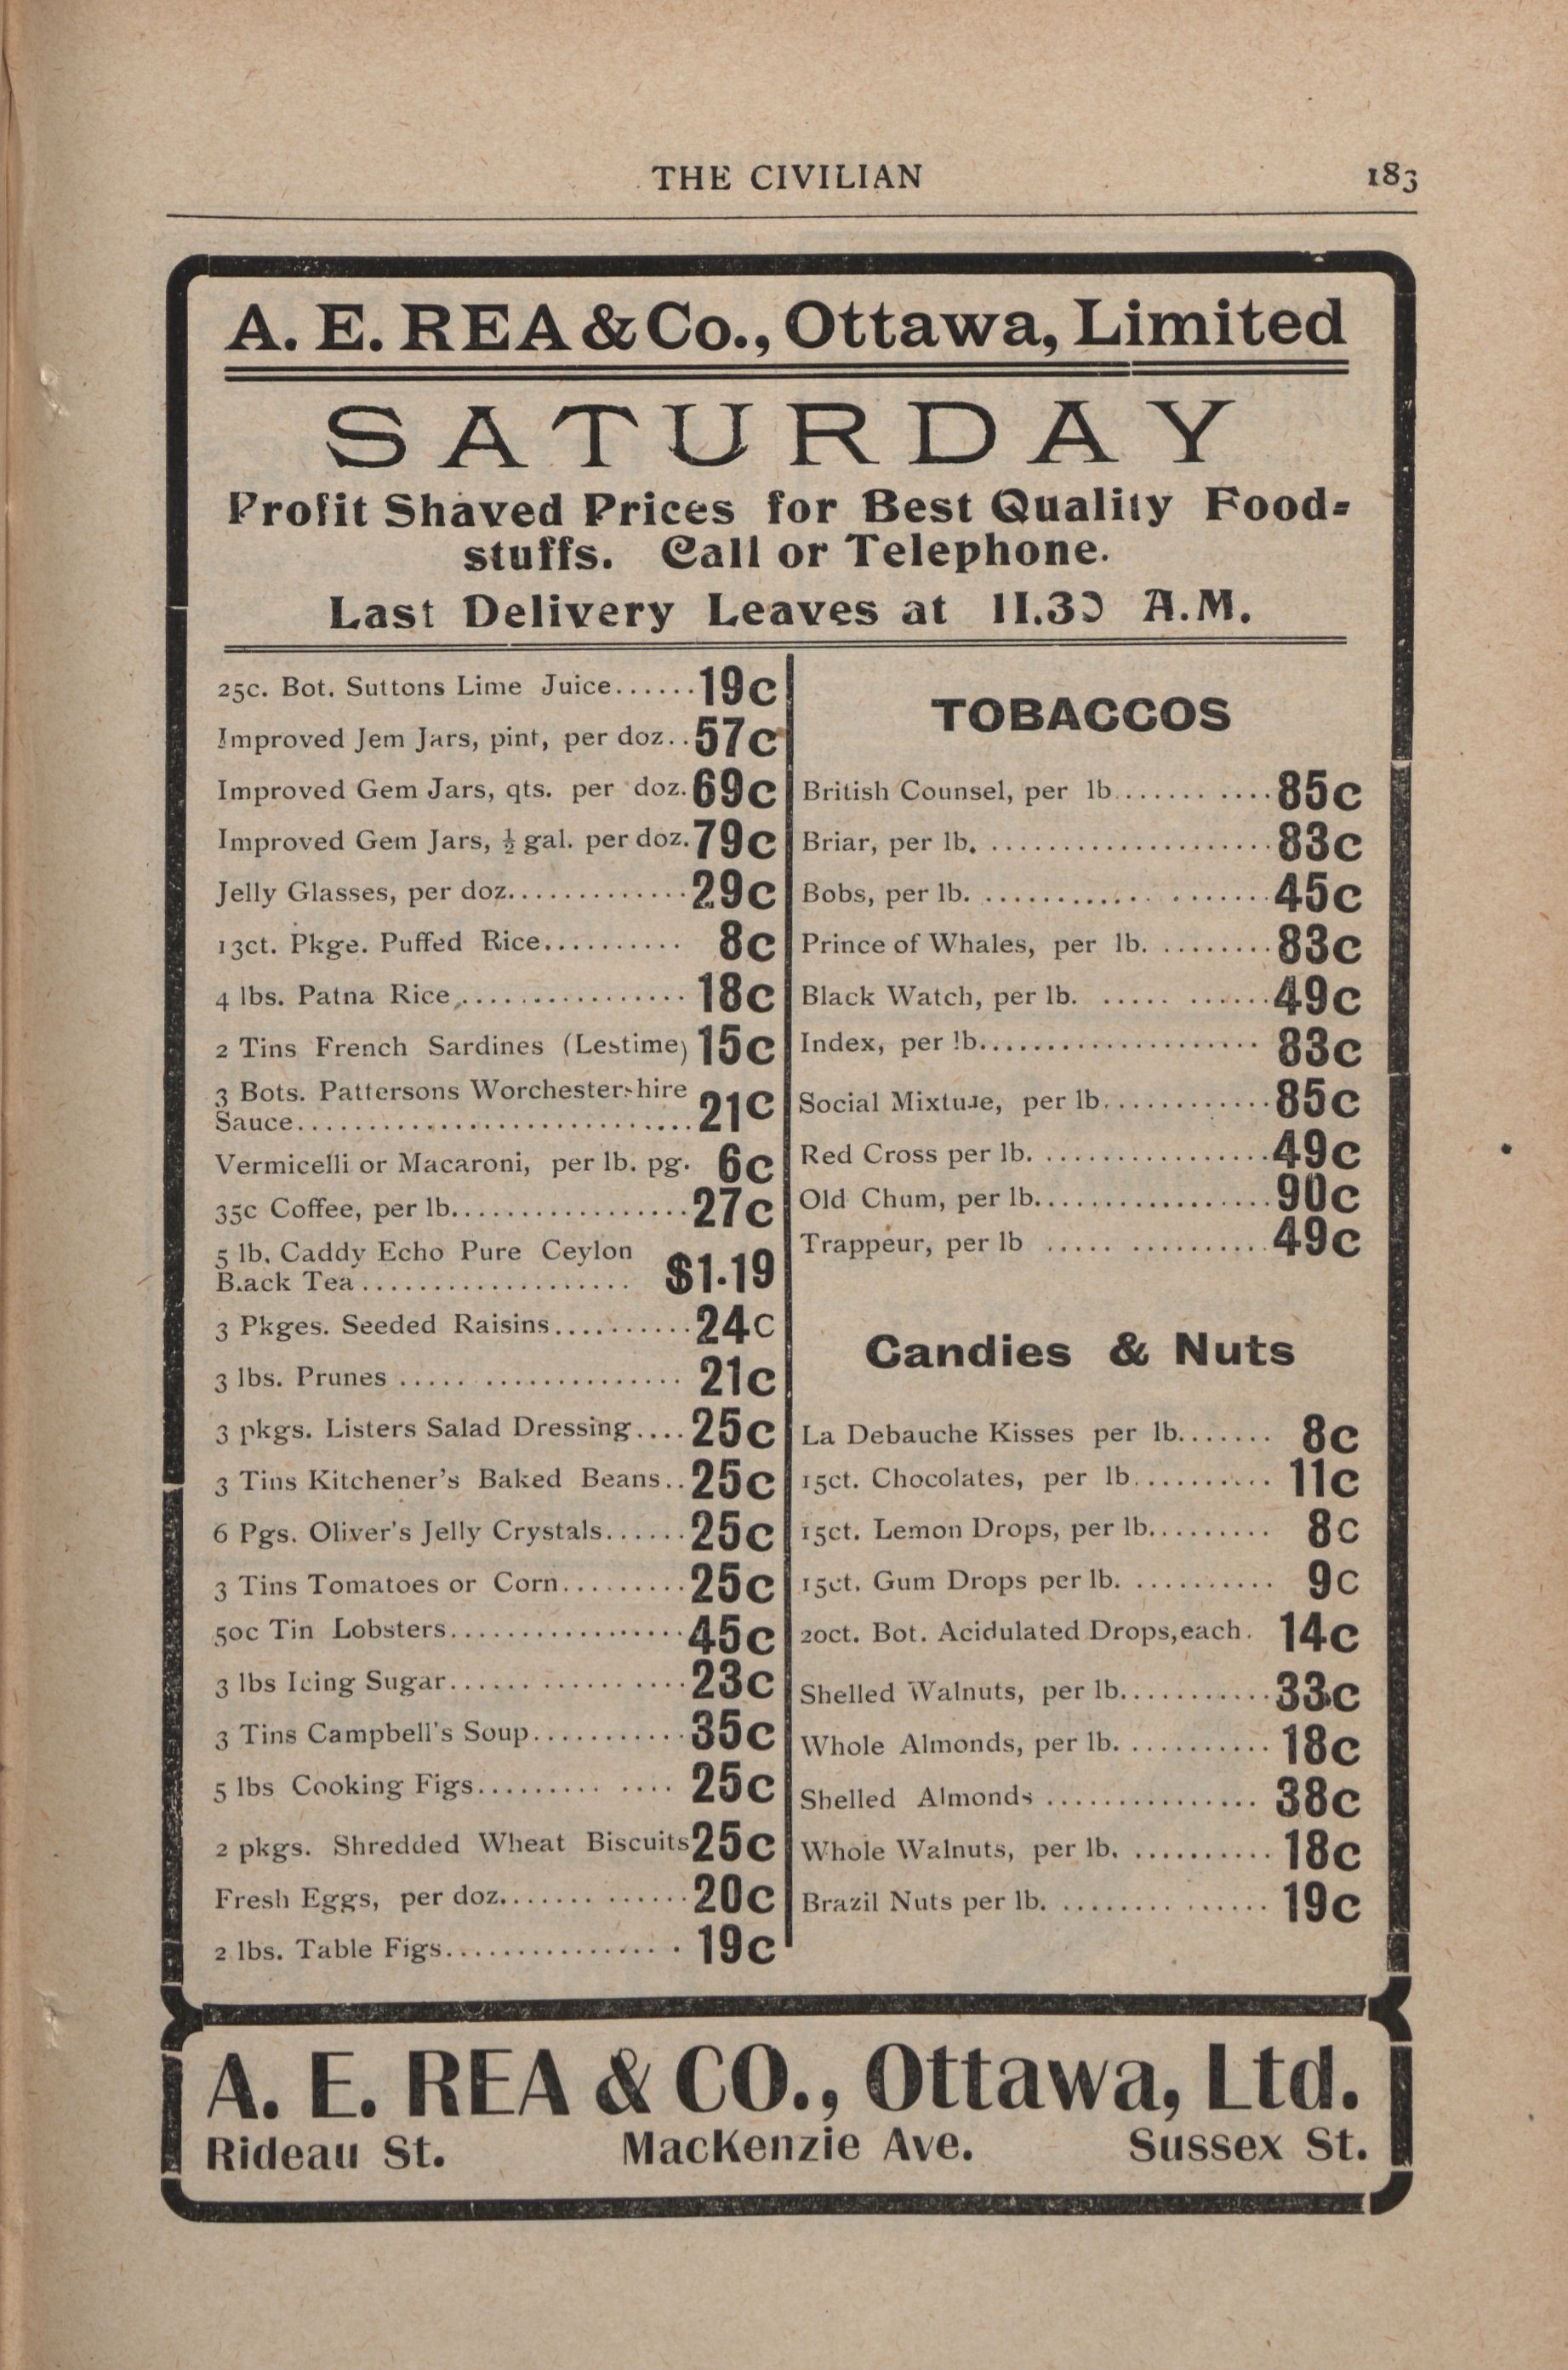 THE CIVILIAN 183
A. E. REA & Co., Ottawa, Limited
SATURDAY
Profit Shaved Prices for Best Quality Food-
stuffs. Call or Telephone.
Last Delivery Leaves at 11.30 A.M.
25c. Bot. Suttons Lime Juice......19c
Improved Jem Jars, pint, per doz..57c
Improved Gem Jars, qts. per doz.69c
Improved Gem Jars, ½ gal. per doz.79c
Jelly Glasses, per doz.............29c
13ct. Pkge. Puffed Rice.......... 8c
4 lbs. Patna Rice,................18c
2 Tins French Sardines (Lestime) 15c
3 Bots. Pattersons Worchestershire
Sauce............................21c
Vermicelli or Macaroni, per lb. pg. 6c
35c Coffee, per lb.................27c
5 lb. Caddy Echo Pure Ceylon
Black Tea................... $1.19
3 Pkges. Seeded Raisins..........24c
3 lbs. Prunes ..................... 21c
3 pkgs. Listers Salad Dressing....25c
3 Tins Kitchener's Baked Beans..25c
6 Pgs. Oliver's Jelly Crystals......25c
3 Tins Tomatoes or Corn.........25c
50c Tin Lobsters.................45c
3 lbs Icing Sugar...... ..........23c
3 Tins Campbell's Soup...........35c
5 lbs Cooking Figs......... .... 25c
2 pkgs. Shredded Wheat Biscuits25c
Fresh Eggs, per doz....... ......20c
2 lbs. Table Figs................. 19c
TOBACCOS
British Counsel, per lb....... ....85c
Briar, per lb. ....................83c
Bobs, per lb. ............. .......45c
Prince of Whales, per lb. ........83c
Black Watch, per lb. ..... ......49c
Index, per lb.................... 83c
Social Mixture, per lb............85c
Red Cross per lb. ................49c
Old Chum, per lb.................90c
Trappeur, per lb ..... ..........49c
Candies & Nuts
La Debauche Kisses per lb....... 8c
15ct. Chocolates, per lb.......... 11c
15ct. Lemon Drops, per lb......... 8c
15ct. Gum Drops per lb. .......... 9c
20ct. Bot. Acidulated Drops, each. 14c
Shelled Walnuts, per lb...........33c
Whole Almonds, per lb. .......... 18c
Shelled Almonds ............... 38c
Whole Walnuts, per lb. .......... 18c
Brazil Nuts per lb. ........ ...... 19c
A. E. REA & CO., Ottawa, Ltd.
Rideau St. MacKenzie Ave. Sussex St.